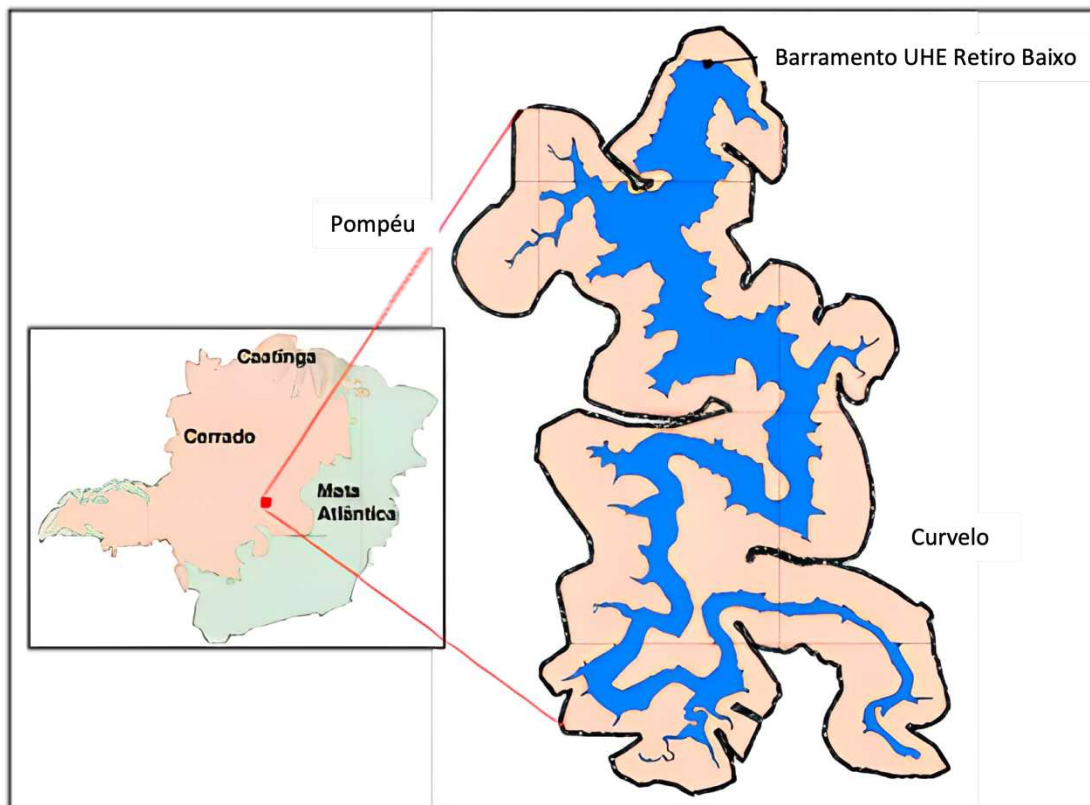 Barramento UHE Retiro Baixo
Pompéu
Caatinga
Cerrado
Mata
Atlântica
Curvelo